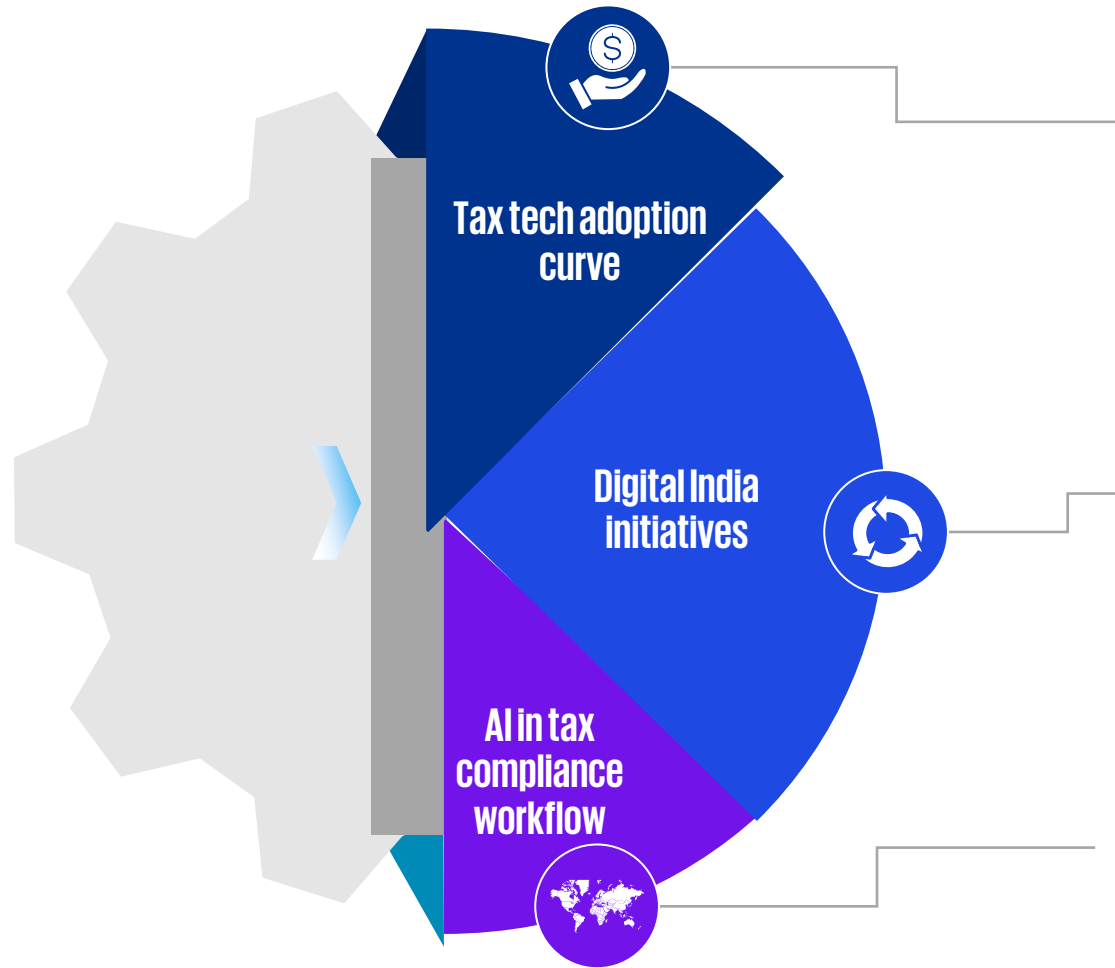 $
Tax tech adoption
curve
Digital India
initiatives
AI in tax
compliance
workflow